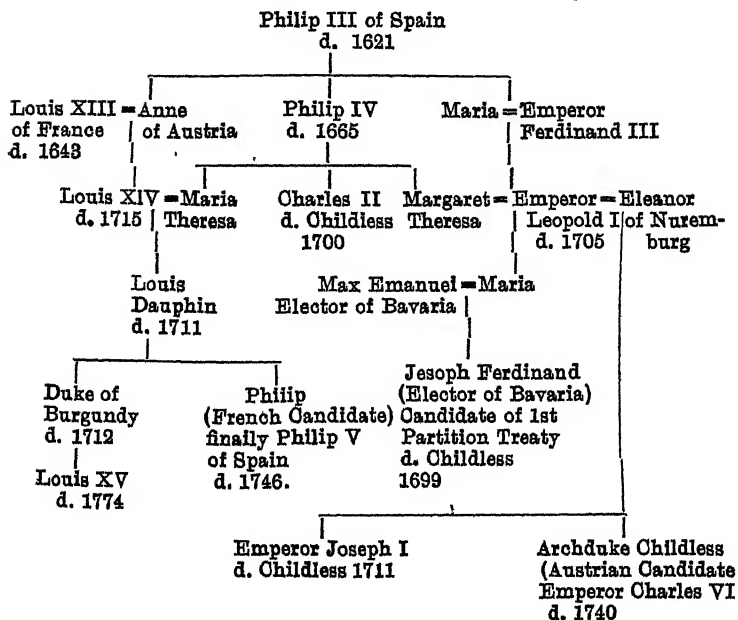 Philip III of Spain
d. 1621
Louis XIII = Anne
of France of Austria
d. 1643
Philip IV
d. 1665
Maria = Emperor
Ferdinand III
Louis XIV = Maria
d. 1715 Theresa
Charles II
d. Childless
1700
Margaret = Emperor = Eleanor
Theresa Leopold I of Nurem-
d. 1705 burg
Louis
Dauphin
d. 1711
Max Emanuel = Maria
Elector of Bavaria
Duke of
Burgundy
d. 1712
Louis XV
d. 1774
Philip
(French Candidate)
finally Philip V
of Spain
d. 1746.
Jesoph Ferdinand
(Elector of Bavaria)
Candidate of 1st
Partition Treaty
d. Childless
1699
Emperor Joseph I
d. Childless 1711
Archduke Childless
(Austrian Candidate
Emperor Charles VI
d. 1740